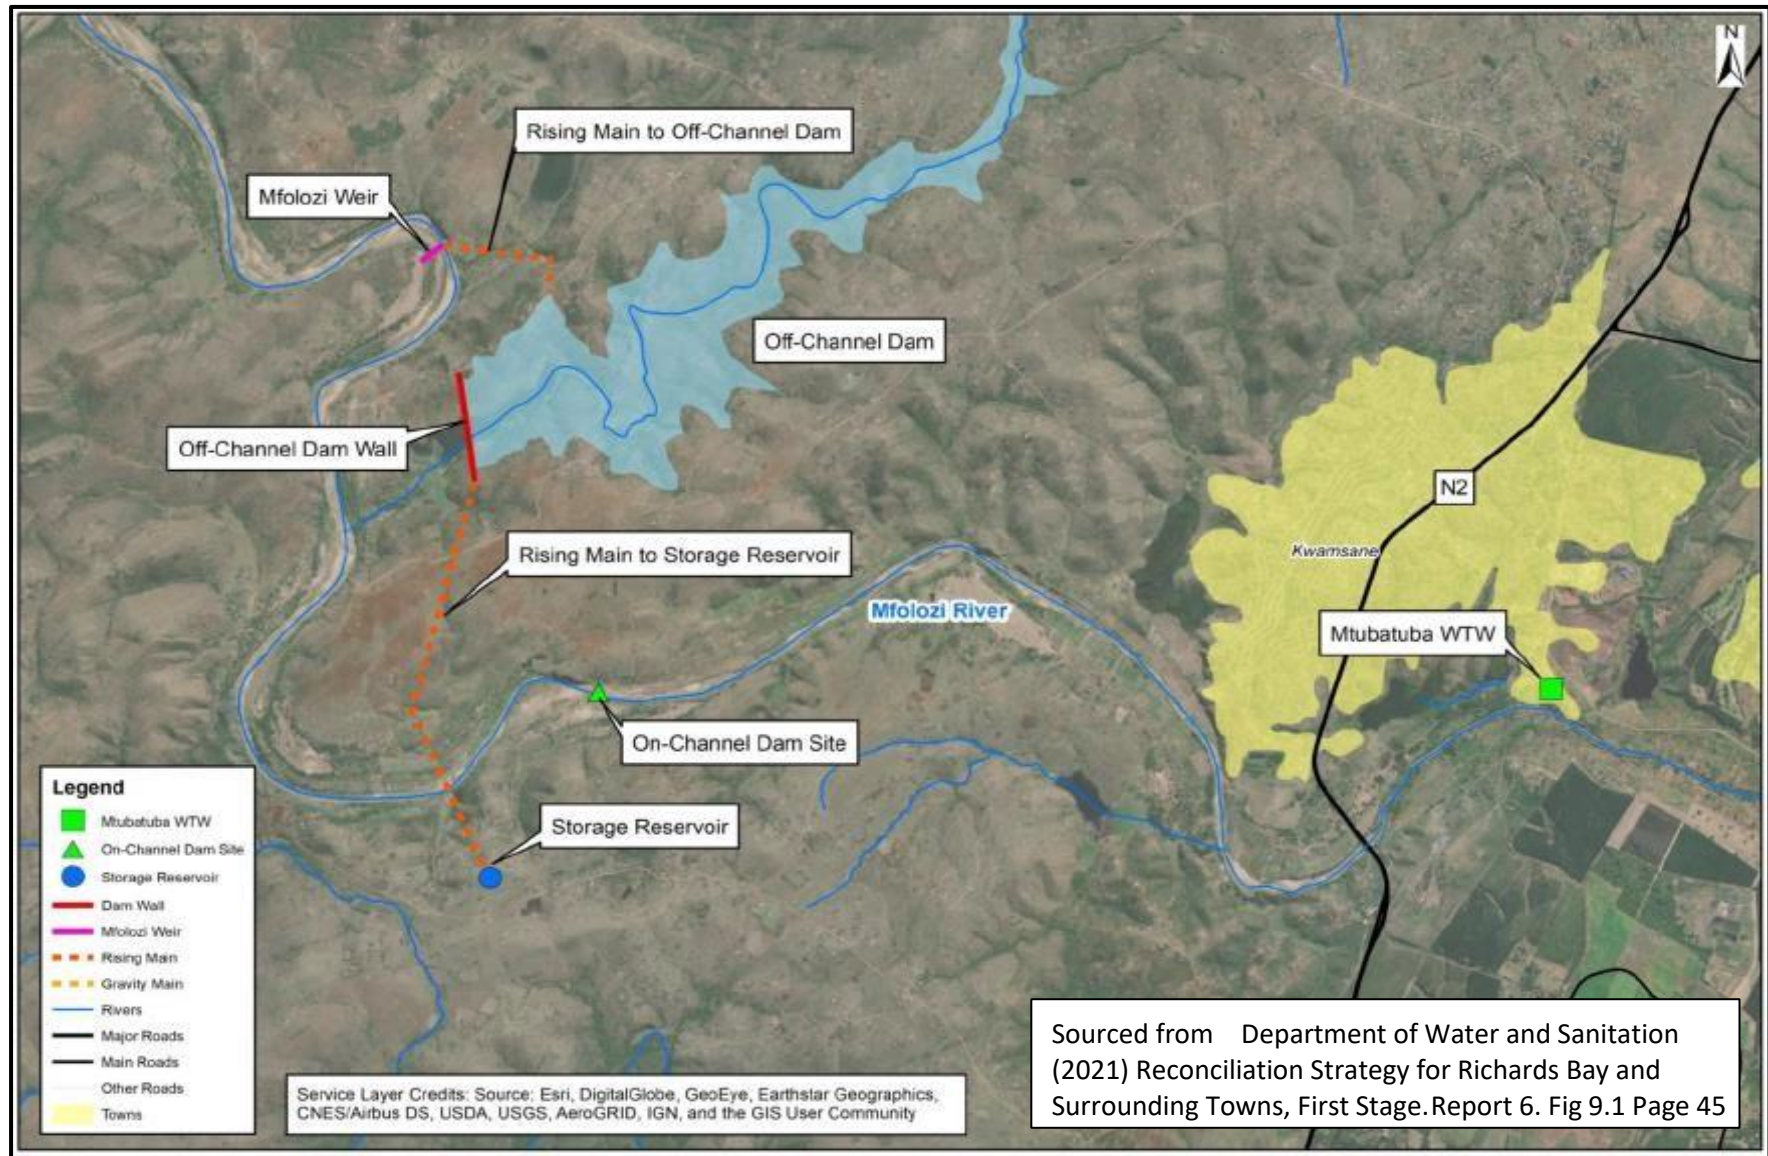 N
Rising Main to Off-Channel Dam
Mfolozi Weir
Off-Channel Dam
Off-Channel Dam Wall
N2
Kwamsane
Rising Main to Storage Reservoir
Mfolozi River
Mtubatuba WTW
On-Channel Dam Site
Storage Reservoir
Legend
Mtubatuba WTW
On-Channel Dam Site
Storage Reservoir
Dam Wall
Mfolozi Weir
Rising Main
Gravity Main
Rivers
Major Roads
Main Roads
Other Roads
Towns
Service Layer Credits: Source: Esri, DigitalGlobe, GeoEye, Earthstar Geographics,
CNES/Airbus DS, USDA, USGS, AeroGRID, IGN, and the GIS User Community
Sourced from Department of Water and Sanitation
(2021) Reconciliation Strategy for Richards Bay and
Surrounding Towns, First Stage.Report 6. Fig 9.1 Page 45